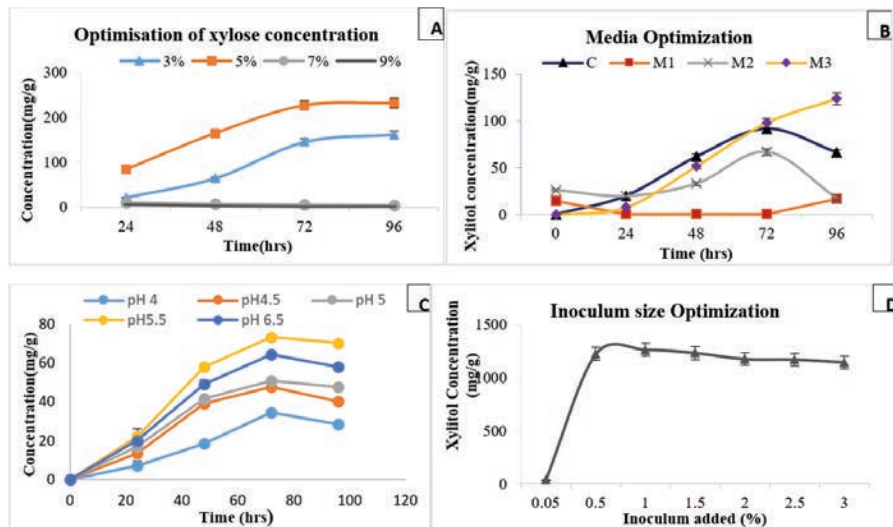 A
Optimisation of xylose concentration
3% 5% 7% 9%
300
200
100
0
Concentration(mg/g)
24 48 72 96
Time(hrs)
B
Media Optimization
C M1 M2 M3
150
100
50
0
Xylitol concentration(mg/g)
0 24 48 72 96
Time (hrs)
C
pH 4 pH4.5 pH 5
pH5.5 pH 6.5
80
60
40
20
0
Concentration(mg/g)
0 20 40 60 80 100 120
Time (hrs)
D
Inoculum size Optimization
1500
1200
900
600
300
0
Xylitol Concentration
(mg/g)
0.05 0.5 1 1.5 2 2.5 3
Inoculum added (%)